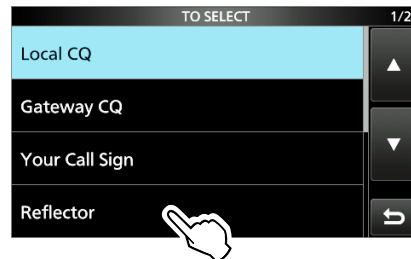 TO SELECT 1/2
Local CQ
Gateway CQ
Your Call Sign
Reflector